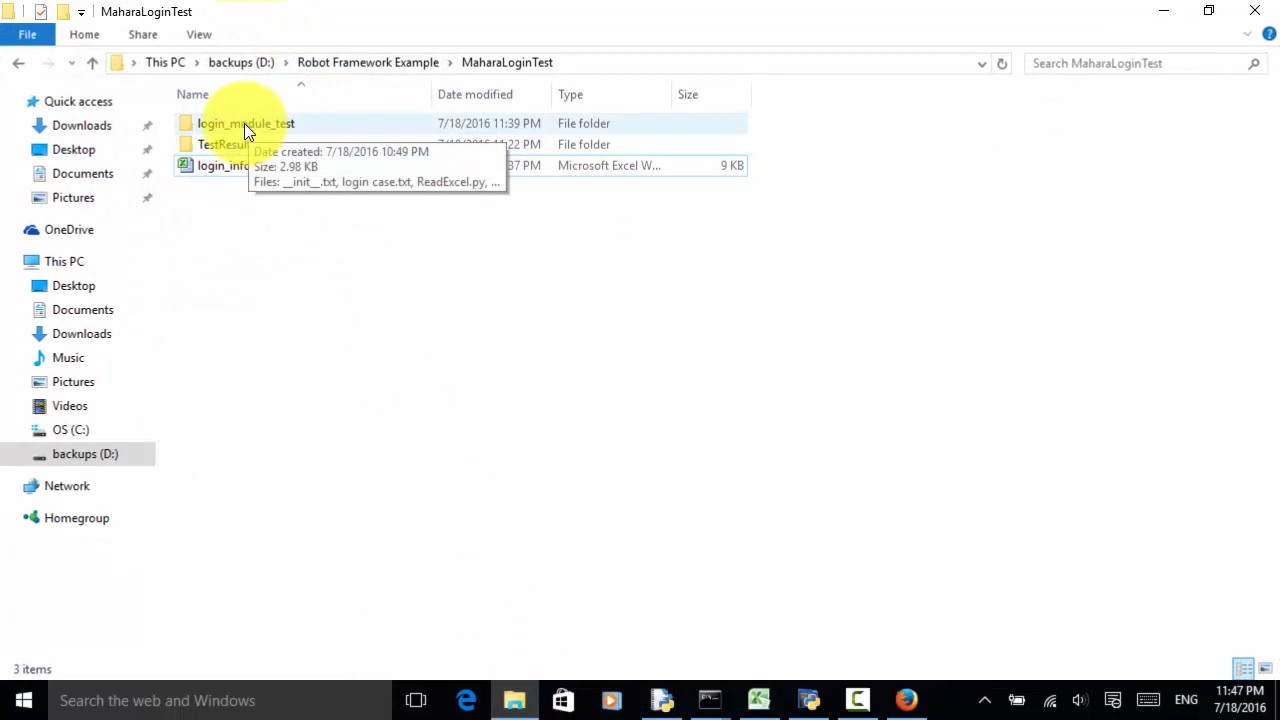 MaharaLoginTest
File Home Share View
This PC backups (D:) Robot Framework Example MaharaLoginTest Search MaharaLoginTest
Name Date modified Type Size
Quick access
Downloads
Desktop
Documents
Pictures
OneDrive
This PC
Desktop
Documents
Downloads
Music
Pictures
Videos
OS (C:)
backups (D:)
Network
Homegroup
login_module_test 7/18/2016 11:39 PM File folder
File folder
Microsoft Excel W... 9 KB
Date created: 7/18/2016 10:49 PM
Size: 2.98 KB
Files: __init__.txt, login case.txt, ReadExcel.py, ...
3 items
Search the web and Windows
ENG
11:47 PM
7/18/2016